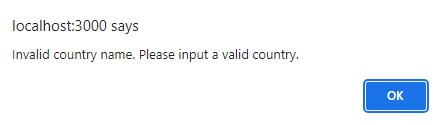 localhost:3000 says
Invalid country name. Please input a valid country.
OK